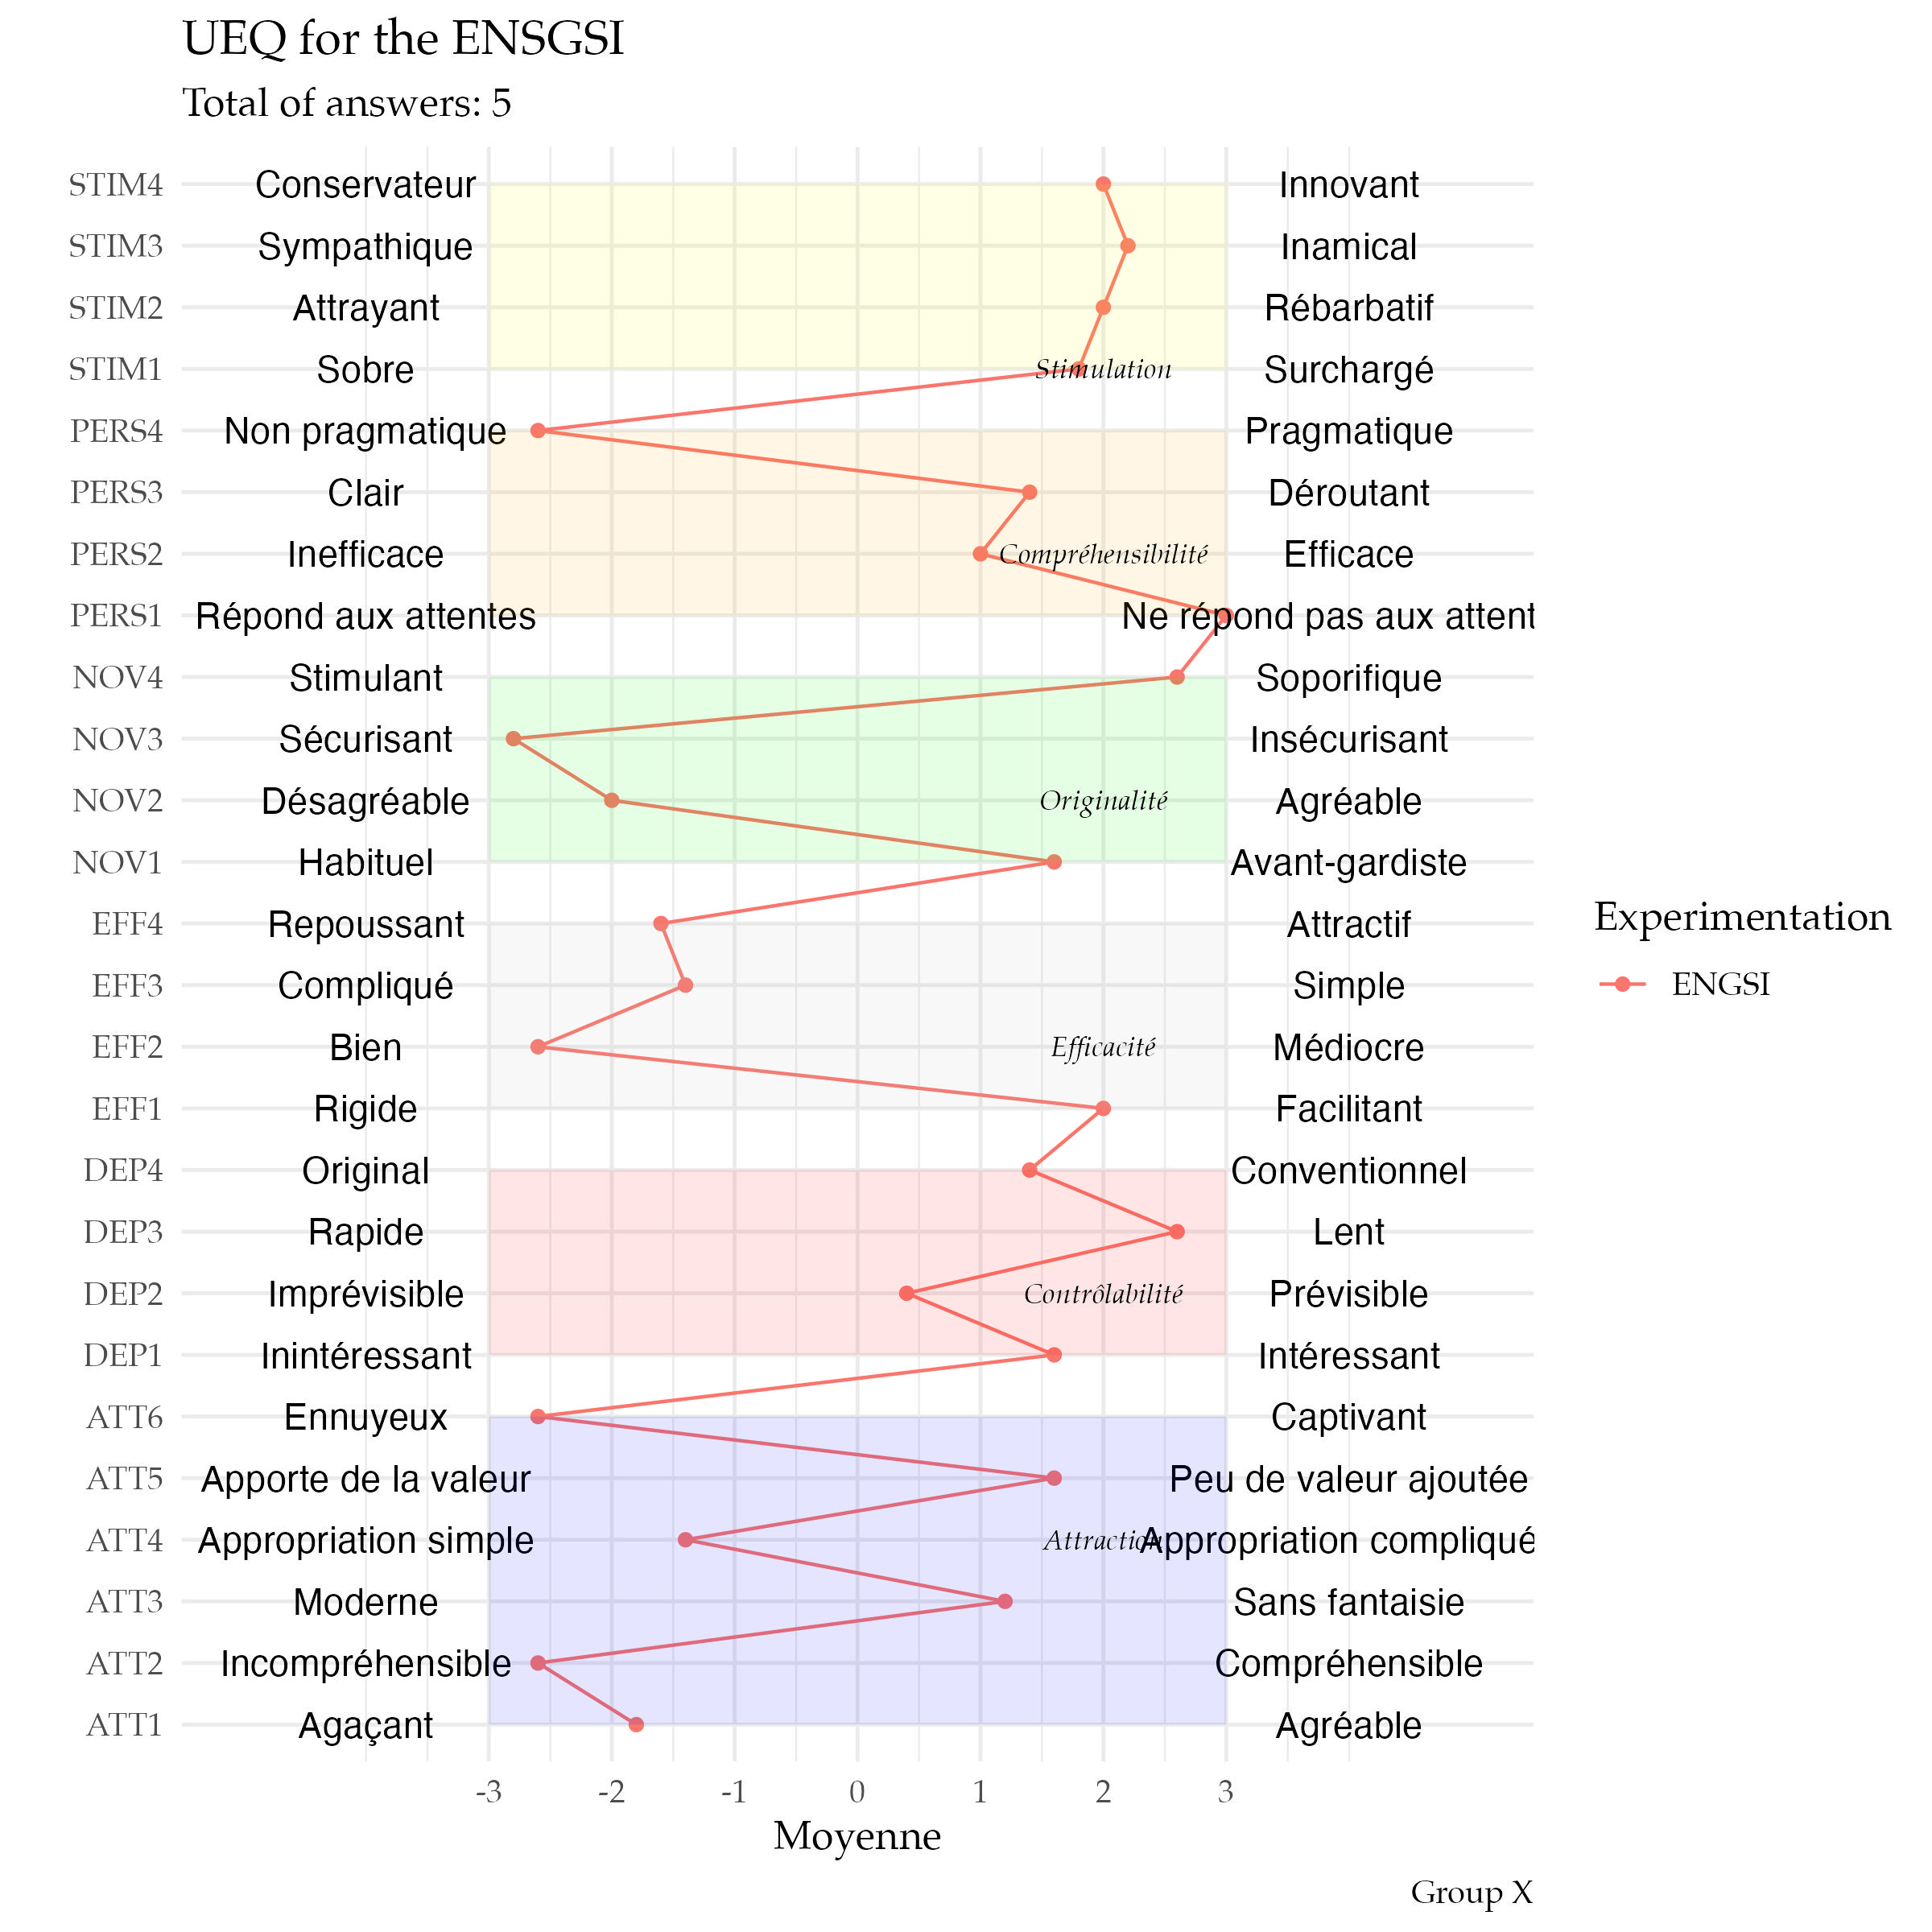 UEQ for the ENSGSI
Total of answers: 5
STIM4 Conservateur Innovant
STIM3 Sympathique Inamical
STIM2 Attrayant Rébarbatif
STIM1 Sobre Stimulation Surchargé
PERS4 Non pragmatique Pragmatique
PERS3 Clair Déroutant
PERS2 Inefficace Compréhensibilité Efficace
PERS1 Répond aux attentes Ne répond pas aux attent
NOV4 Stimulant Soporifique
NOV3 Sécurisant Insécurisant
NOV2 Désagréable Originalité Agréable
NOV1 Habituel Avant-gardiste
EFF4 Repoussant Attractif
EFF3 Compliqué Simple
EFF2 Bien Efficacité Médiocre
EFF1 Rigide Facilitant
DEP4 Original Conventionnel
DEP3 Rapide Lent
DEP2 Imprévisible Contrôlabilité Prévisible
DEP1 Inintéressant Intéressant
ATT6 Ennuyeux Captivant
ATT5 Apporte de la valeur Peu de valeur ajoutée
ATT4 Appropriation simple Attraction Appropriation compliqué
ATT3 Moderne Sans fantaisie
ATT2 Incompréhensible Compréhensible
ATT1 Agaçant Agréable
-3 -2 -1 0 1 2 3
Moyenne
Experimentation
ENGSI
Group X